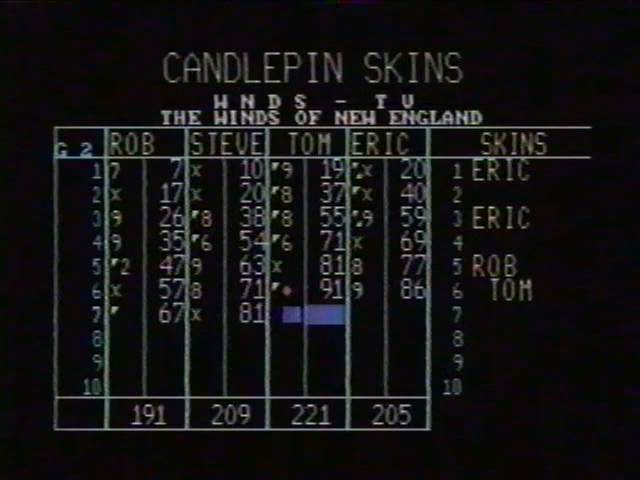 CANDLEPIN SKINS
WNDS - TV
THE WINDS OF NEW ENGLAND
G 2 ROB STEVE TOM ERIC SKINS
1 7 7 x 10 9 19 x 20 1 ERIC
2 x 17 x 20 8 37 x 40 2
3 9 26 8 38 8 55 9 59 3 ERIC
4 9 35 6 54 6 71 x 69 4
5 2 47 9 63 x 81 8 77 5 ROB
6 x 57 8 71 91 9 86 6 TOM
7 67 x 81 7
8 8
9 9
10 10
191 209 221 205